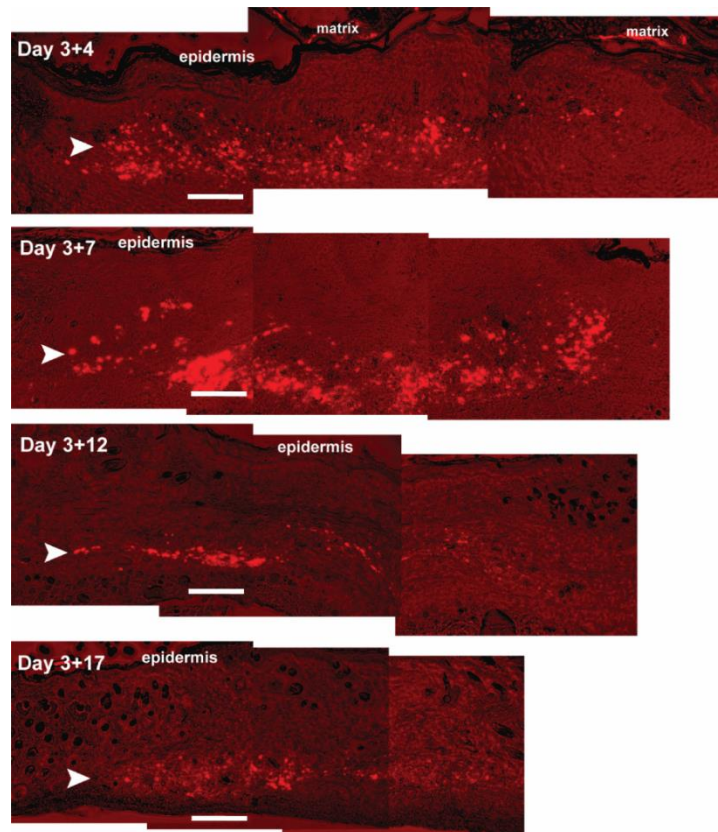 Day 3+4
epidermis
matrix
matrix
Day 3+7
epidermis
Day 3+12
epidermis
Day 3+17
epidermis